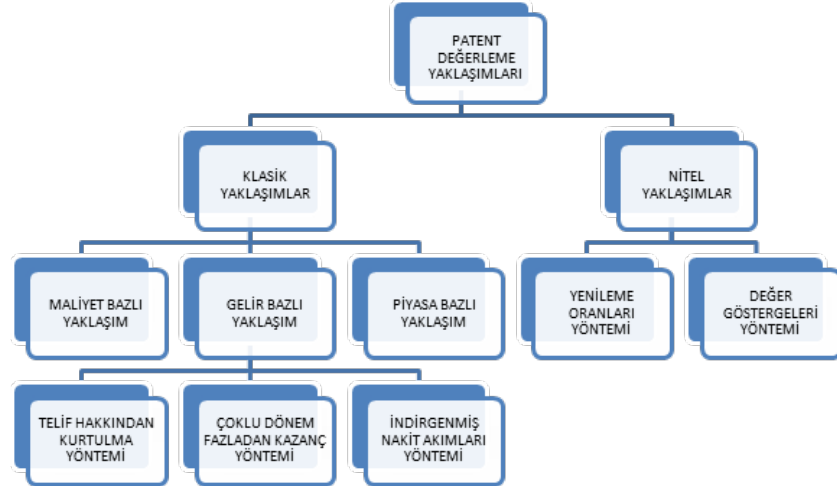 PATENT
DEĞERLEME
YAKLAŞIMLARI
KLASİK
YAKLAŞIMLAR
NİTEL
YAKLAŞIMLAR
MALİYET BAZLI
YAKLAŞIM
GELİR BAZLI
YAKLAŞIM
PİYASA BAZLI
YAKLAŞIM
YENİLEME
ORANLARI
YÖNTEMİ
DEĞER
GÖSTERGELERİ
YÖNTEMİ
TELİF HAKKINDAN
KURTULMA
YÖNTEMİ
ÇOKLU DÖNEM
FAZLADAN KAZANÇ
YÖNTEMİ
İNDİRGENMİŞ
NAKİT AKIMLARI
YÖNTEMİ